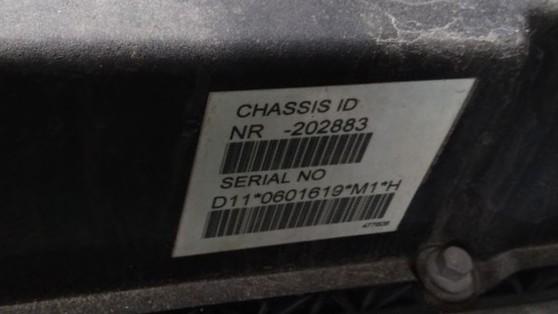 CHASSIS ID
NR -202883
SERIAL NO
D11*0601619*M1*H